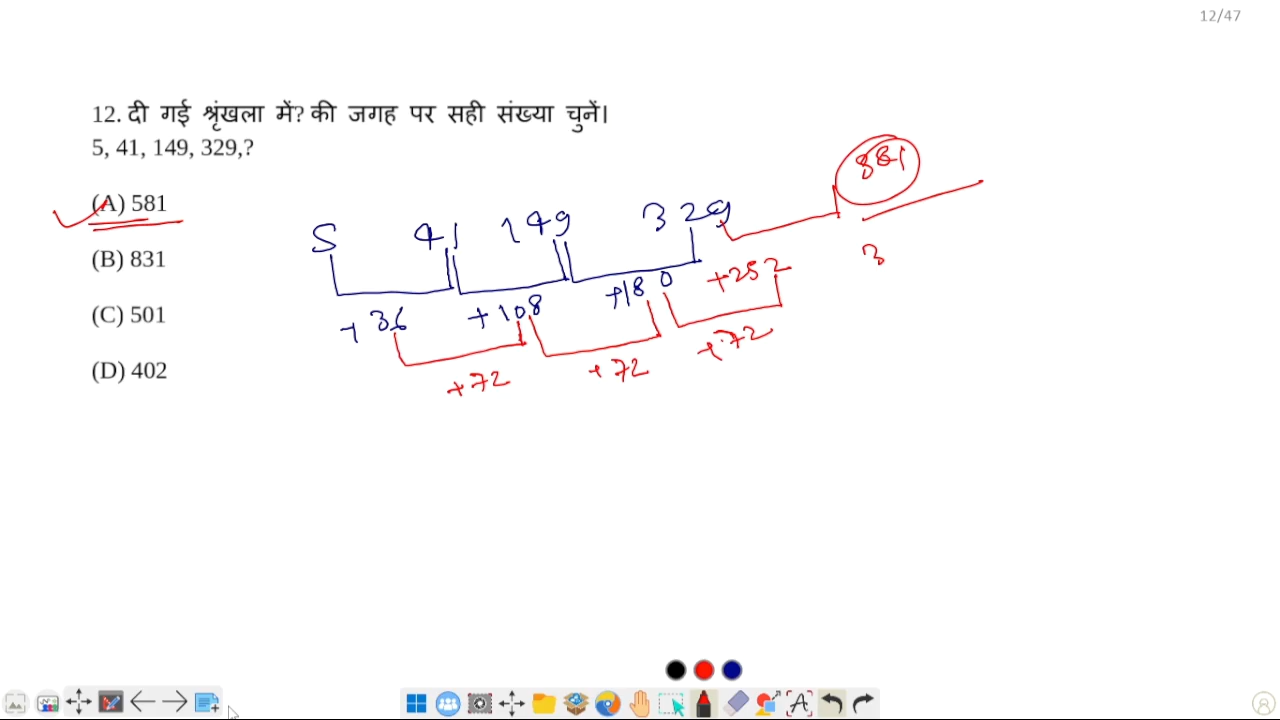 12/47
12. दी गई श्रृंखला में? की जगह पर सही संख्या चुनें।
5, 41, 149, 329,?
(A) 581
(B) 831
(C) 501
(D) 402
5 41 149 329 581
+36 +108 +180 +252 3
+72 +72 +72